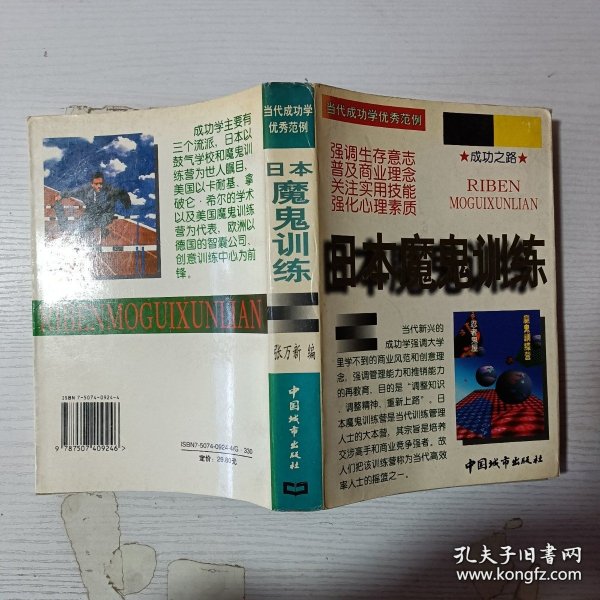 成功学主要有
三个流派，日本以
鼓气学校和魔鬼训
练营为世人瞩目，
美国以卡耐基、拿
破仑·希尔的学术
以及美国魔鬼训练
营为代表，欧洲以
德国的智囊公司、
创意训练中心为前
锋。
RIBENMOGUIXUNLIAN
ISBN 7-5074-0924-4
9 787507 409246 >
ISBN7-5074-0924-4/G 330
定价：29.80元
当代成功学
优秀范例
日本
魔鬼训练
张万新 编
中国城市出版社
当代成功学优秀范例
强调生存意志
普及商业理念
关注实用技能
强化心理素质
★成功之路★
RIBEN
MOGUIXUNLIAN
日本魔鬼训练
当代新兴的
成功学强调大学
里学不到的商业风范和创意理
念，强调管理能力和推销能力
的再教育，目的是“调整知识
、调整精神、重新上路”。日
本魔鬼训练营是当代训练管理
人士的大本营，其宗旨是培养
交涉高手和商业竞争强者。故
人们把该训练营称为当代高效
率人士的摇篮之一。
中国城市出版社
孔夫子旧书网
www.kongfz.com